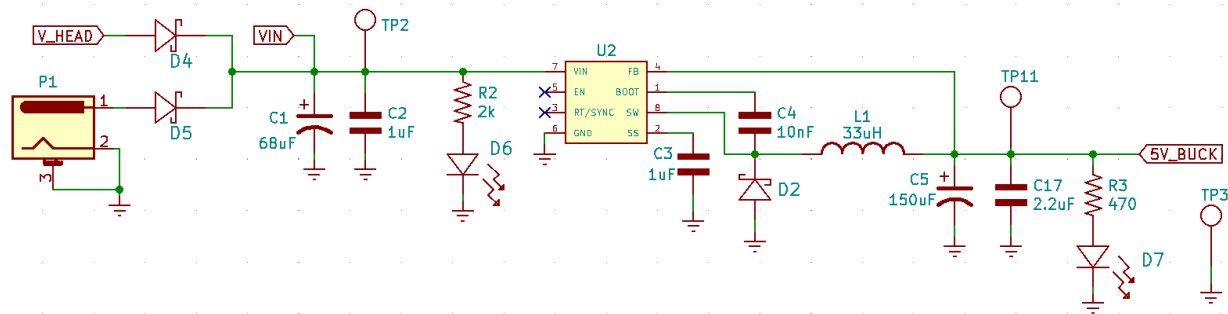 V_HEAD
D4
VIN
TP2
P1
1
D5
2
3
C1
68uF
C2
1uF
R2
2k
D6
U2
7 VIN FB 4
5 EN BOOT 1
3 RT/SYNC SW 8
6 GND SS 2
C4
10nF
C3
1uF
D2
L1
33uH
TP11
5V_BUCK
C5
150uF
C17
2.2uF
R3
470
D7
TP3